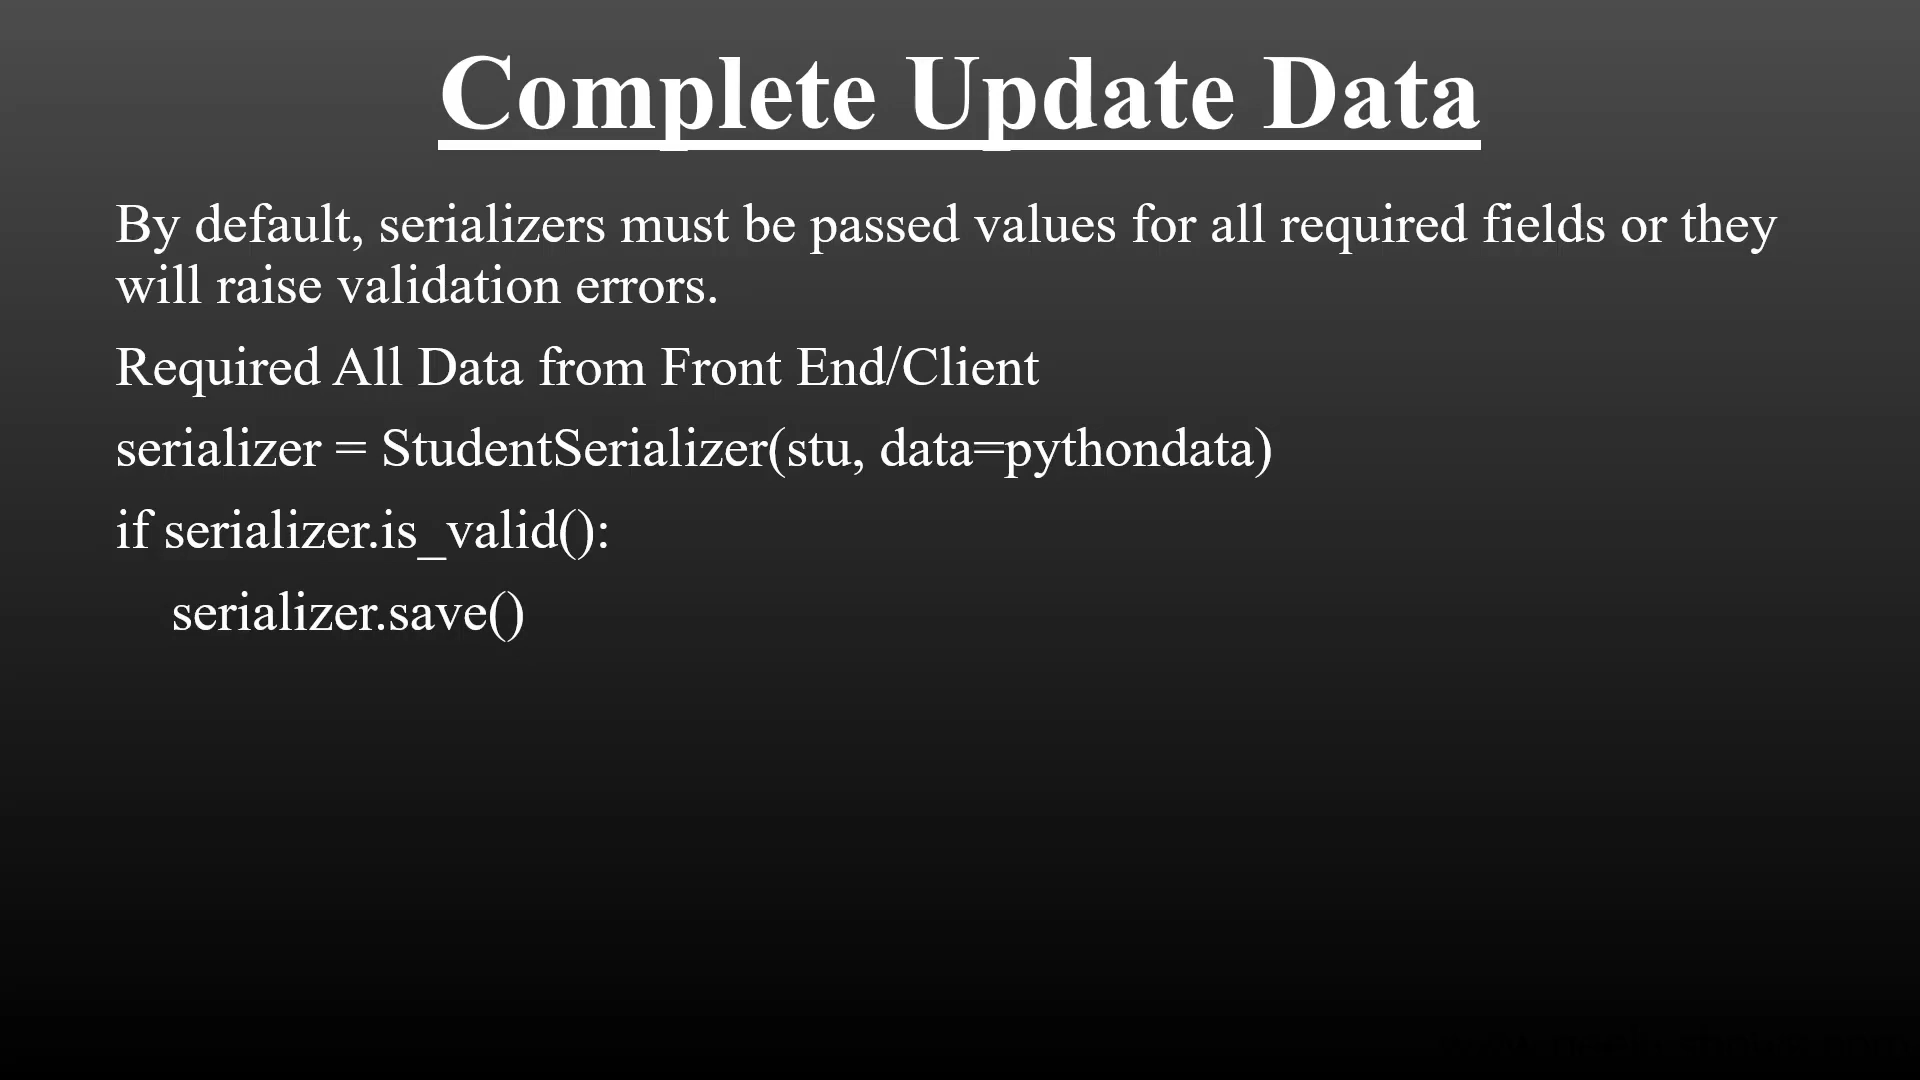 Complete Update Data
By default, serializers must be passed values for all required fields or they
will raise validation errors.
Required All Data from Front End/Client
serializer = StudentSerializer(stu, data=pythondata)
if serializer.is_valid():
serializer.save()